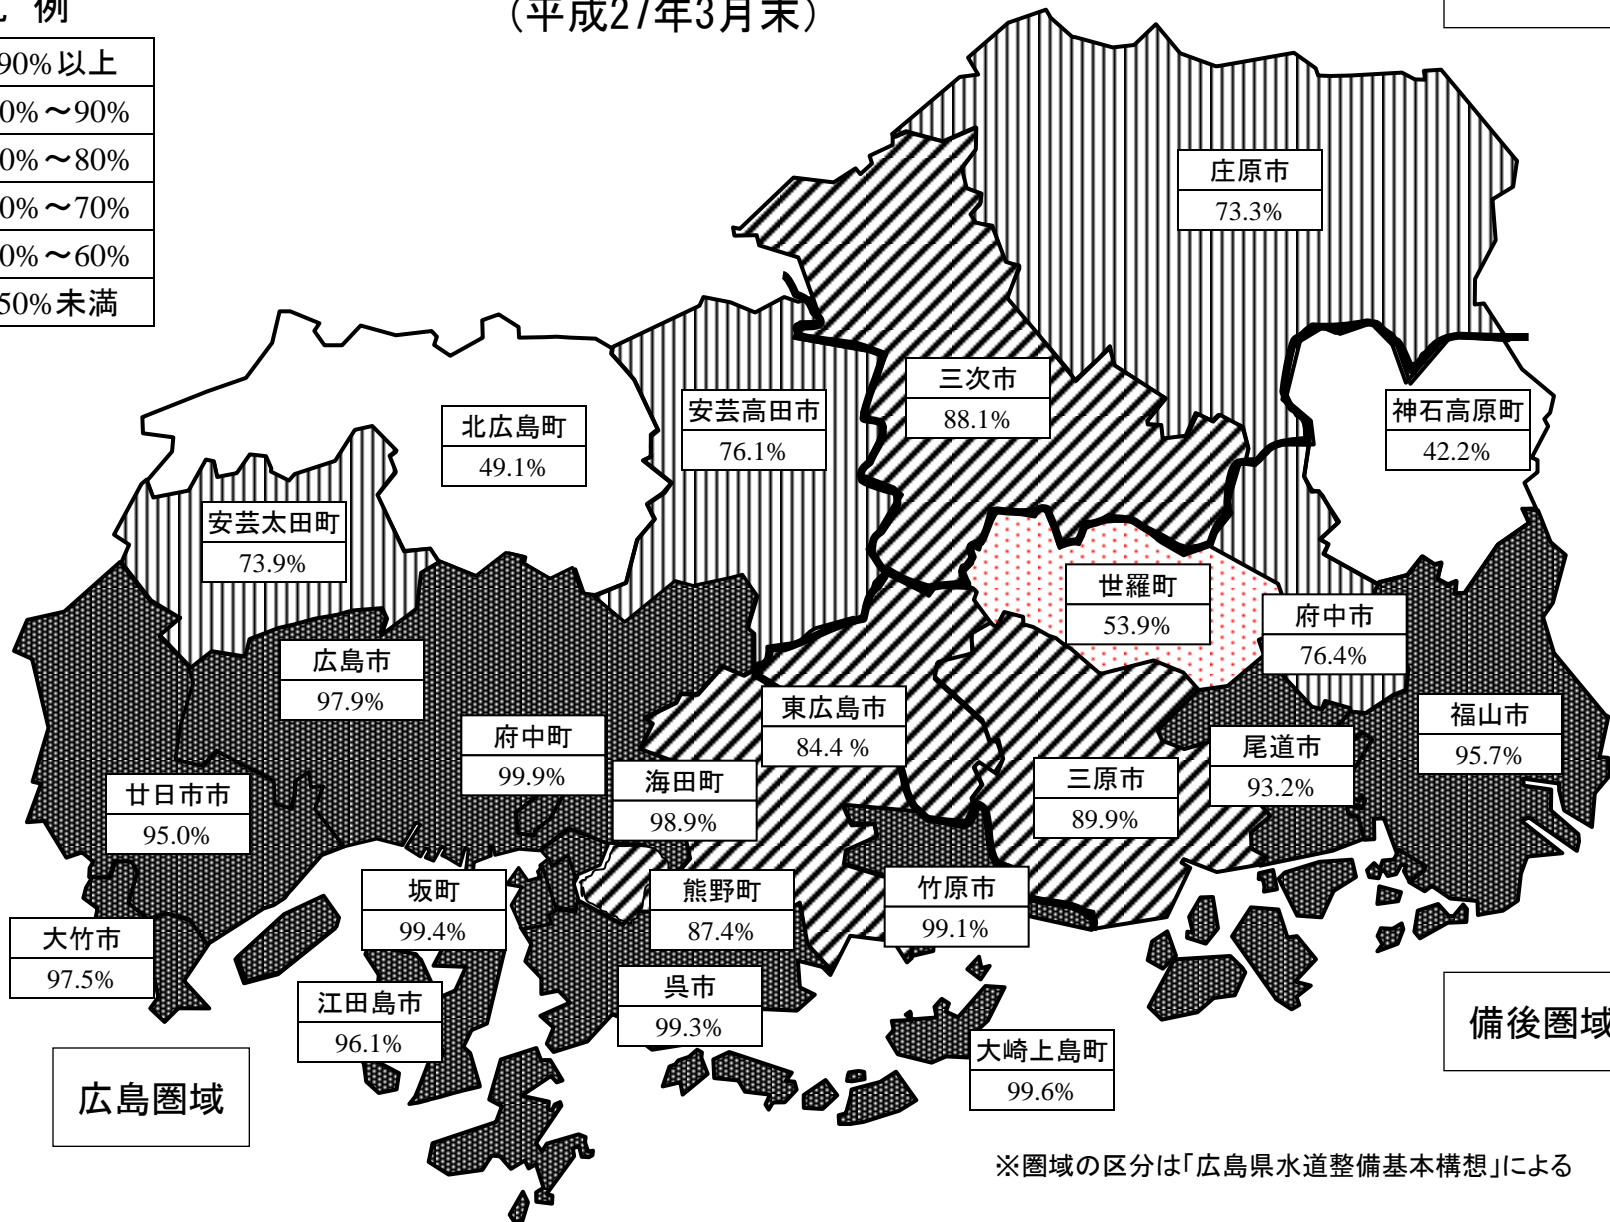 例
(平成27年3月末)
90%以上
0%～90%
0%～80%
0%～70%
0%～60%
50%未満
庄原市
73.3%
三次市
88.1%
安芸高田市
76.1%
神石高原町
42.2%
北広島町
49.1%
安芸太田町
73.9%
世羅町
53.9%
府中市
76.4%
広島市
97.9%
東広島市
84.4 %
福山市
95.7%
府中町
99.9%
尾道市
93.2%
海田町
98.9%
三原市
89.9%
廿日市市
95.0%
坂町
99.4%
熊野町
87.4%
竹原市
99.1%
大竹市
97.5%
江田島市
96.1%
呉市
99.3%
大崎上島町
99.6%
備後圏域
広島圏域
※圏域の区分は「広島県水道整備基本構想」による